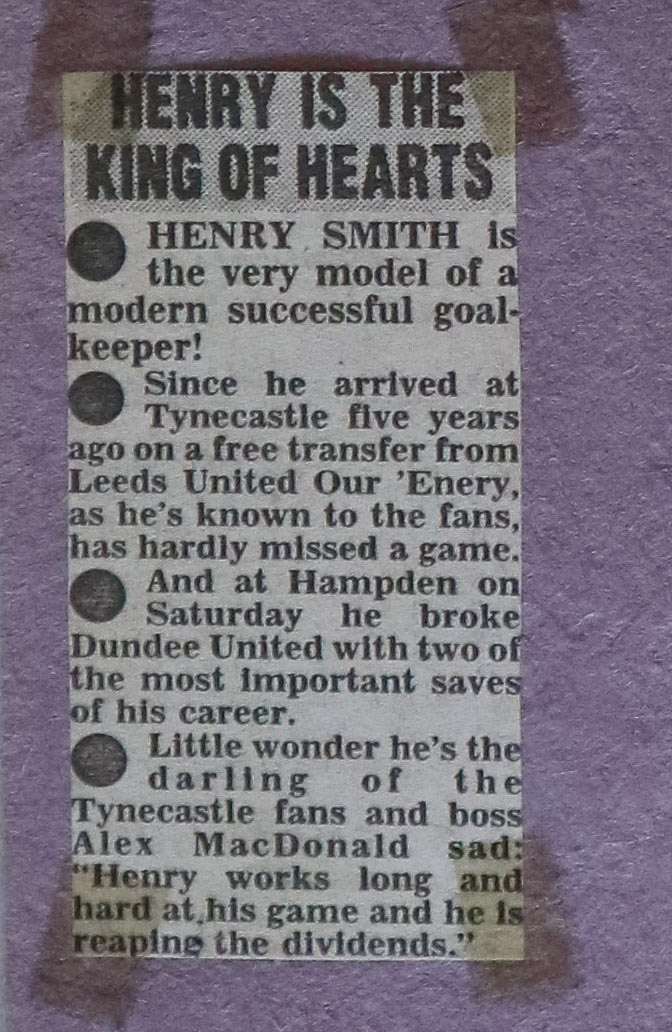 HENRY IS THE
KING OF HEARTS
HENRY SMITH is
the very model of a
modern successful goal-
keeper!
Since he arrived at
Tynecastle five years
ago on a free transfer from
Leeds United Our 'Enery,
as he's known to the fans,
has hardly missed a game.
And at Hampden on
Saturday he broke
Dundee United with two of
the most important saves
of his career.
Little wonder he's the
darling of the
Tynecastle fans and boss
Alex MacDonald sad:
"Henry works long and
hard at his game and he is
reaping the dividends."